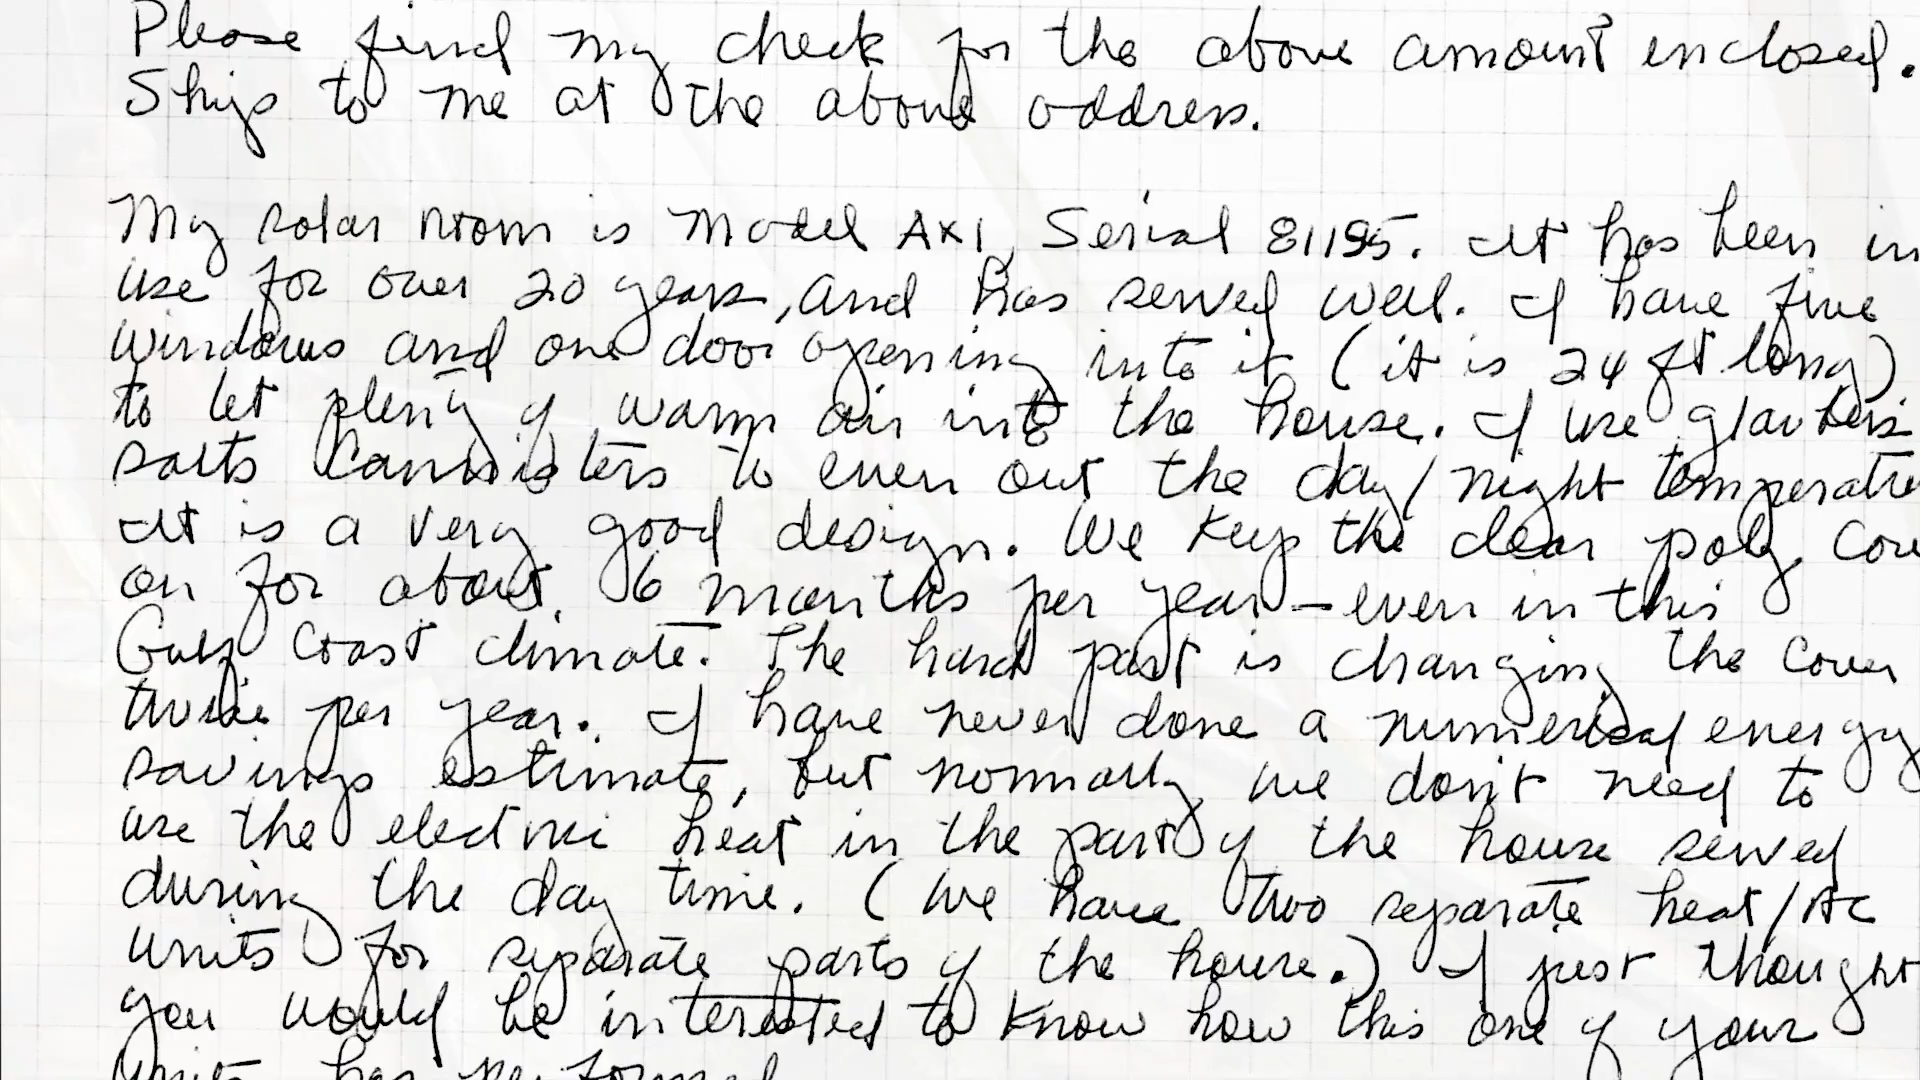 Please find my check for the above amount enclosed.
Ship to me at the above address.
My solar room is Model AX1, Serial 81195. It has been in
use for over 20 years, and has served well. I have five
windows and one door opening into it (it is 24 ft long)
to let plenty of warm air into the house. I use glaubers
salts cannisters to even out the day/night temperatre
It is a very good design. We keep the clear poly cove
on for about 6 months per year — even in this
Gulf Coast climate. The hard part is changing the cover
twice per year. I have never done a numerical energy
savings estimate, but normally we don't need to
use the electric heat in the part of the house served
during the day time. (We have two separate heat/AC
units for separate parts of the house.) I just thought
you would be interested to know how this one of your
units has performed